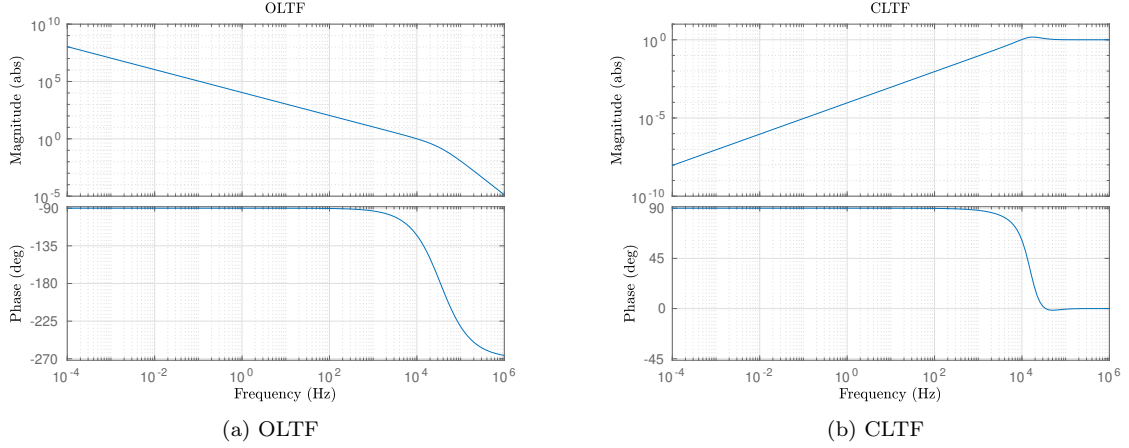 OLTF
Magnitude (abs)
10^10
10^5
10^0
10^-5
Phase (deg)
-90
-135
-180
-225
-270
10^-4
10^-2
10^0
10^2
10^4
10^6
Frequency (Hz)
(a) OLTF
CLTF
Magnitude (abs)
10^0
10^-5
10^-10
Phase (deg)
90
45
0
-45
10^-4
10^-2
10^0
10^2
10^4
10^6
Frequency (Hz)
(b) CLTF